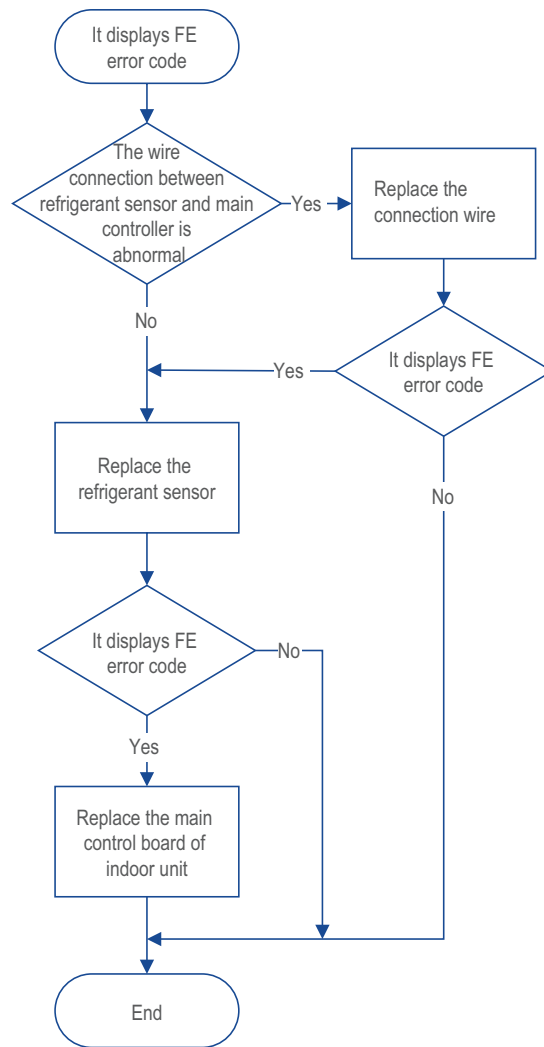 It displays FE
error code
The wire
connection between
refrigerant sensor and main
controller is
abnormal
Yes
Replace the
connection wire
No
Yes
It displays FE
error code
Replace the
refrigerant sensor
No
It displays FE
error code
No
Yes
Replace the main
control board of
indoor unit
End